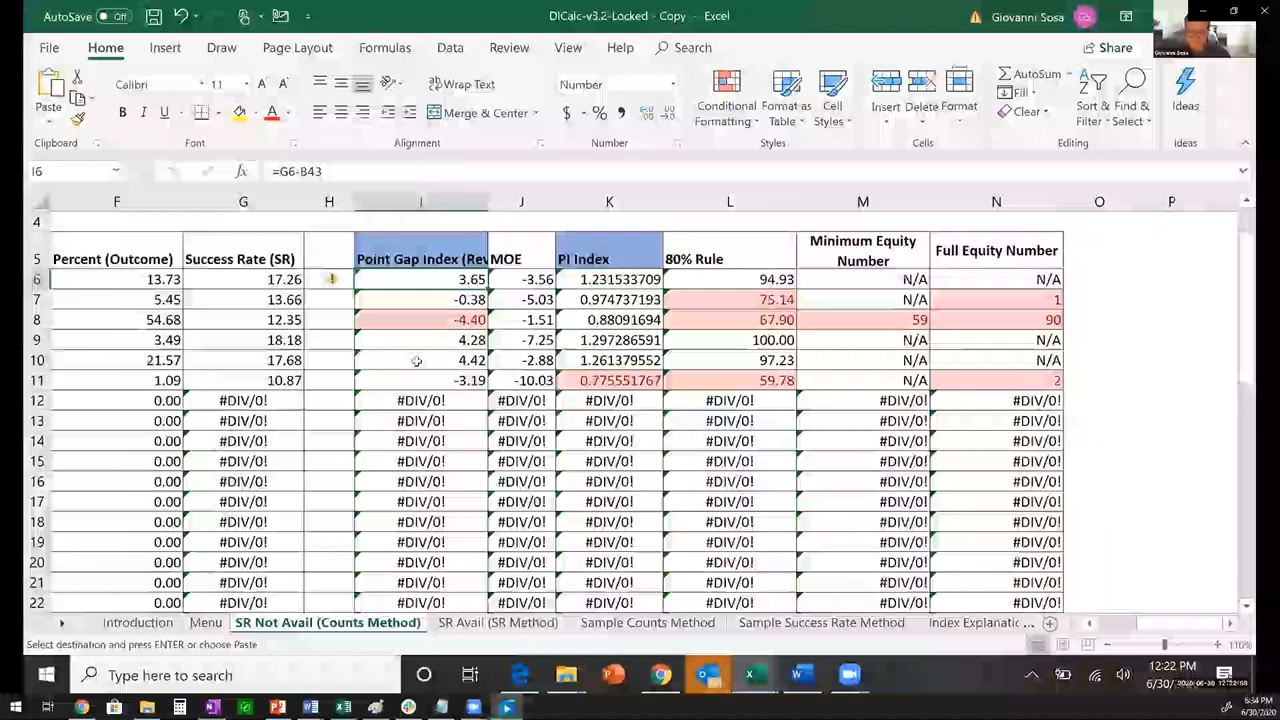 AutoSave Off DICalc-v3.2-Locked - Copy - Excel Giovanni Sosa GS
Giovanni Sosa
File Home Insert Draw Page Layout Formulas Data Review View Help Search Share
Calibri 11 Wrap Text Number AutoSum
Fill
Paste B I U Merge & Center $ % Conditional Formatting Format as Table Cell Styles Insert Delete Format Clear Sort & Filter Find & Select Ideas
Clipboard Font Alignment Number Styles Cells Editing Ideas
I6 fx =G6-B43
F G H I J K L M N O P
4
5 Percent (Outcome) Success Rate (SR) Point Gap Index (Rev MOE PI Index 80% Rule Minimum Equity Number Full Equity Number
6 13.73 17.26 3.65 -3.56 1.231533709 94.93 N/A N/A
7 5.45 13.66 -0.38 -5.03 0.974737193 75.14 N/A 1
8 54.68 12.35 -4.40 -1.51 0.88091694 67.90 59 90
9 3.49 18.18 4.28 -7.25 1.297286591 100.00 N/A N/A
10 21.57 17.68 4.42 -2.88 1.261379552 97.23 N/A N/A
11 1.09 10.87 -3.19 -10.03 0.775551767 59.78 N/A 2
12 0.00 #DIV/0! #DIV/0! #DIV/0! #DIV/0! #DIV/0! #DIV/0! #DIV/0!
13 0.00 #DIV/0! #DIV/0! #DIV/0! #DIV/0! #DIV/0! #DIV/0! #DIV/0!
14 0.00 #DIV/0! #DIV/0! #DIV/0! #DIV/0! #DIV/0! #DIV/0! #DIV/0!
15 0.00 #DIV/0! #DIV/0! #DIV/0! #DIV/0! #DIV/0! #DIV/0! #DIV/0!
16 0.00 #DIV/0! #DIV/0! #DIV/0! #DIV/0! #DIV/0! #DIV/0! #DIV/0!
17 0.00 #DIV/0! #DIV/0! #DIV/0! #DIV/0! #DIV/0! #DIV/0! #DIV/0!
18 0.00 #DIV/0! #DIV/0! #DIV/0! #DIV/0! #DIV/0! #DIV/0! #DIV/0!
19 0.00 #DIV/0! #DIV/0! #DIV/0! #DIV/0! #DIV/0! #DIV/0! #DIV/0!
20 0.00 #DIV/0! #DIV/0! #DIV/0! #DIV/0! #DIV/0! #DIV/0! #DIV/0!
21 0.00 #DIV/0! #DIV/0! #DIV/0! #DIV/0! #DIV/0! #DIV/0! #DIV/0!
22 0.00 #DIV/0! #DIV/0! #DIV/0! #DIV/0! #DIV/0! #DIV/0! #DIV/0!
Introduction Menu SR Not Avail (Counts Method) SR Avail (SR Method) Sample Counts Method Sample Success Rate Method Index Explanatic ...
Select destination and press ENTER or choose Paste 110%
Type here to search 12:22 PM
6/30/
6:34 PM
6/30/2020